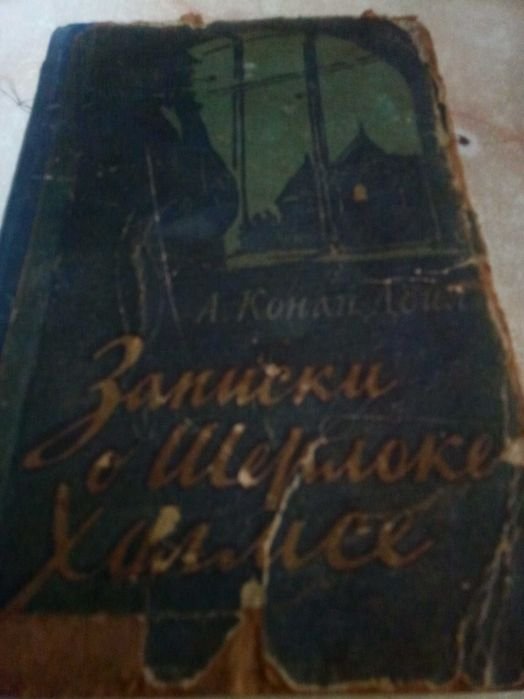 А. Конан Дойл
Записки
о Шерлоке
Холмсе